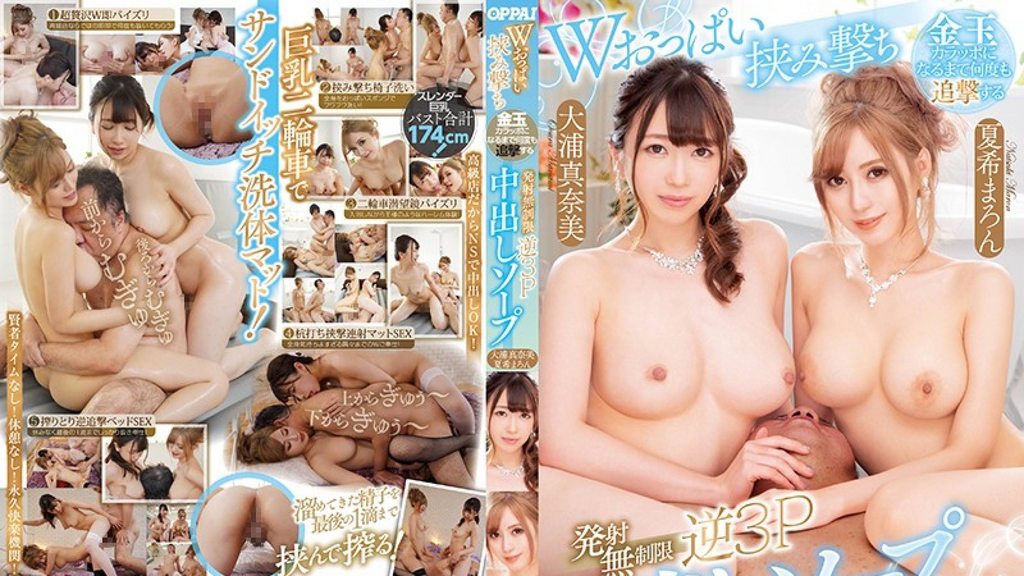 1 超贅沢W即パイズリ
巨乳二輪車で
サンドイッチ洗体マット!
2 挟み撃ち椅子洗い
スレンダー
巨乳
バスト合計
174cm!
高級店だからNSで中出しOK!
3 二輪車潜望鏡パイズリ
4 杭打ち挟撃連射マットSEX
前からむぎゅ
後ろからむぎゅむぎゅ
賢者タイムなし!休憩なし!永久快楽機関!
5 搾りとり逆追撃ベッドSEX
上からぎゅう〜
下からぎゅう〜
溜めてきた精子を
最後の1滴まで
挟んで搾る!
OPPAI
Wおっぱい
挟み撃ち
金玉
カラッポに
なるまで何度も
追撃する
発射無制限
逆3P
中出しソープ
大浦真奈美
夏希まろん
Wおっぱい
挟み撃ち
金玉
カラッポに
なるまで何度も
追撃する
大浦真奈美
夏希まろん
発射
無制限
逆3P
ソープ